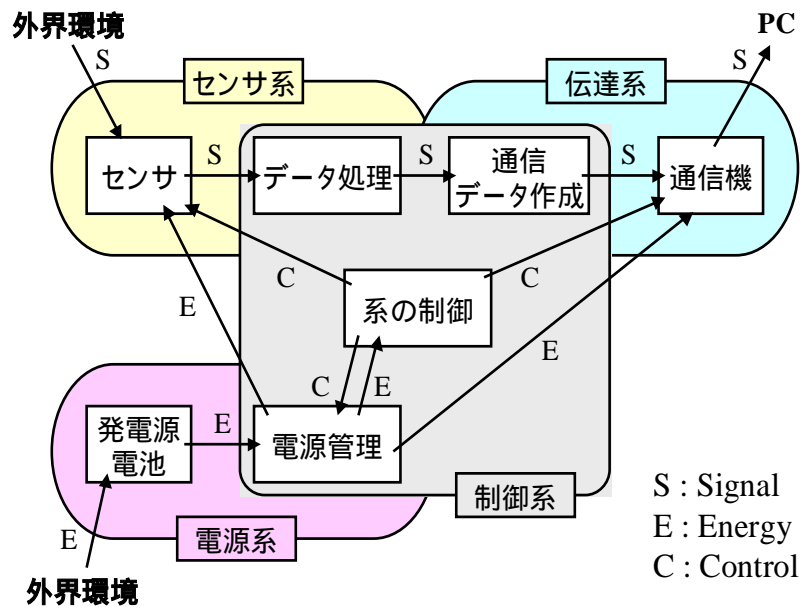 外界環境
PC
S
S
センサ系
伝達系
センサ
S
データ処理
S
通信
データ作成
S
通信機
C
C
系の制御
E
E
C
E
発電源
電池
E
電源管理
制御系
S : Signal
E
電源系
E : Energy
C : Control
外界環境